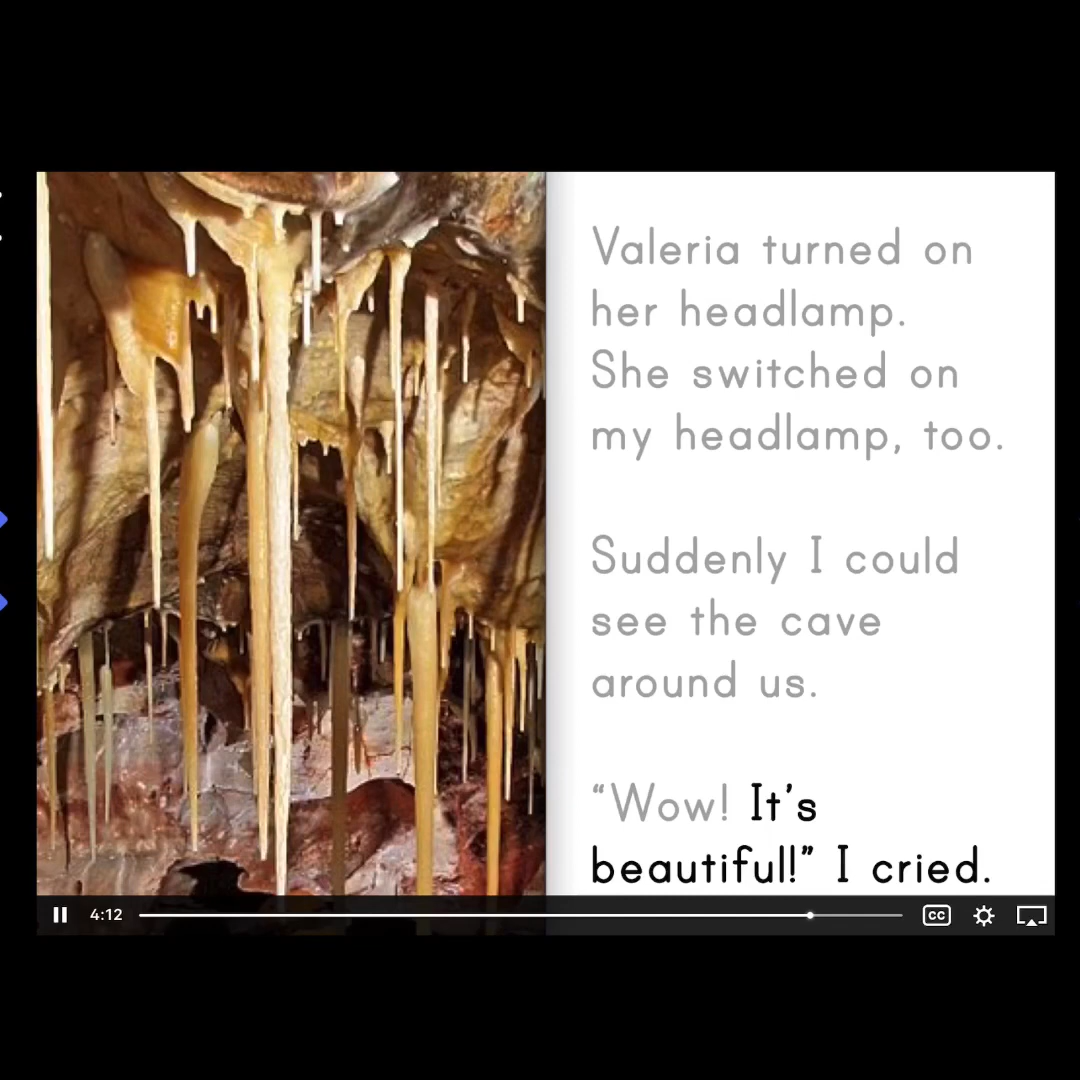 Valeria turned on
her headlamp.
She switched on
my headlamp, too.
Suddenly I could
see the cave
around us.
“Wow! It’s
beautiful!” I cried.
4:12
CC